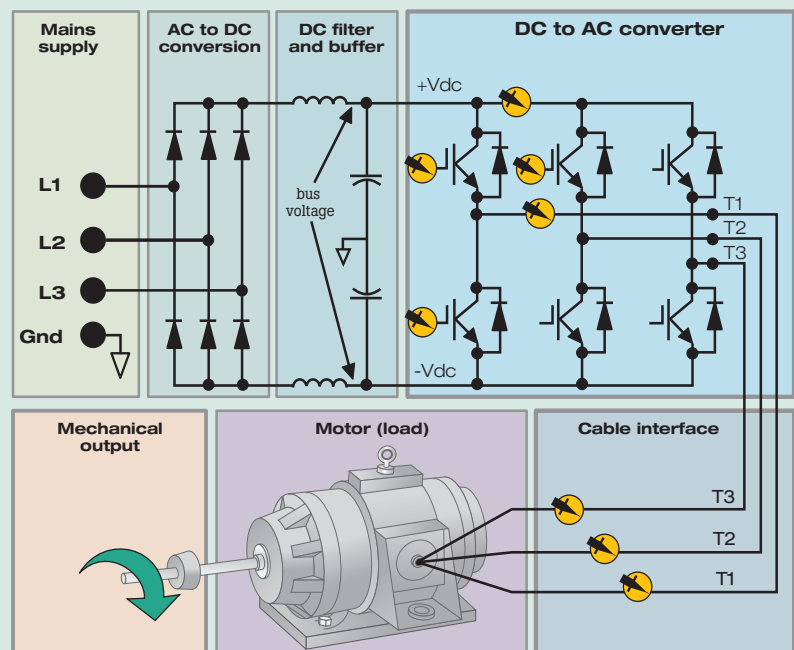 Mains
supply
AC to DC
conversion
DC filter
and buffer
DC to AC converter
+Vdc
L1
L2
L3
Gnd
bus
voltage
T1
T2
T3
-Vdc
Mechanical
output
Motor (load)
Cable interface
T3
T2
T1